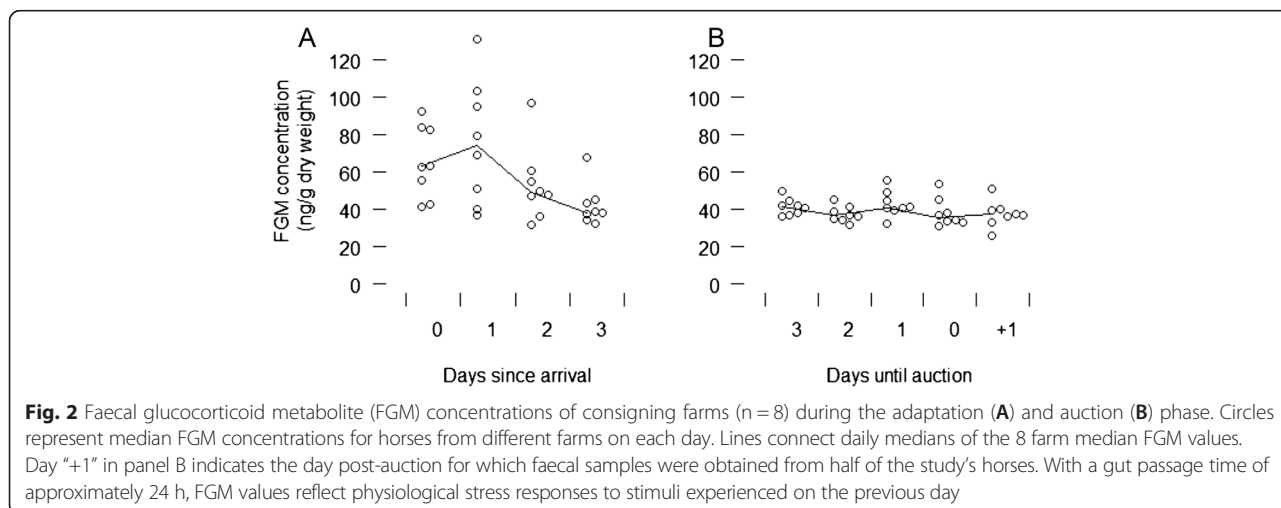 A
B
FGM concentration
(ng/g dry weight)
120
100
80
60
40
20
0
0 1 2 3
Days since arrival
120
100
80
60
40
20
0
3 2 1 0 +1
Days until auction
Fig. 2 Faecal glucocorticoid metabolite (FGM) concentrations of consigning farms (n = 8) during the adaptation (A) and auction (B) phase. Circles
represent median FGM concentrations for horses from different farms on each day. Lines connect daily medians of the 8 farm median FGM values.
Day “+1” in panel B indicates the day post-auction for which faecal samples were obtained from half of the study’s horses. With a gut passage time of
approximately 24 h, FGM values reflect physiological stress responses to stimuli experienced on the previous day